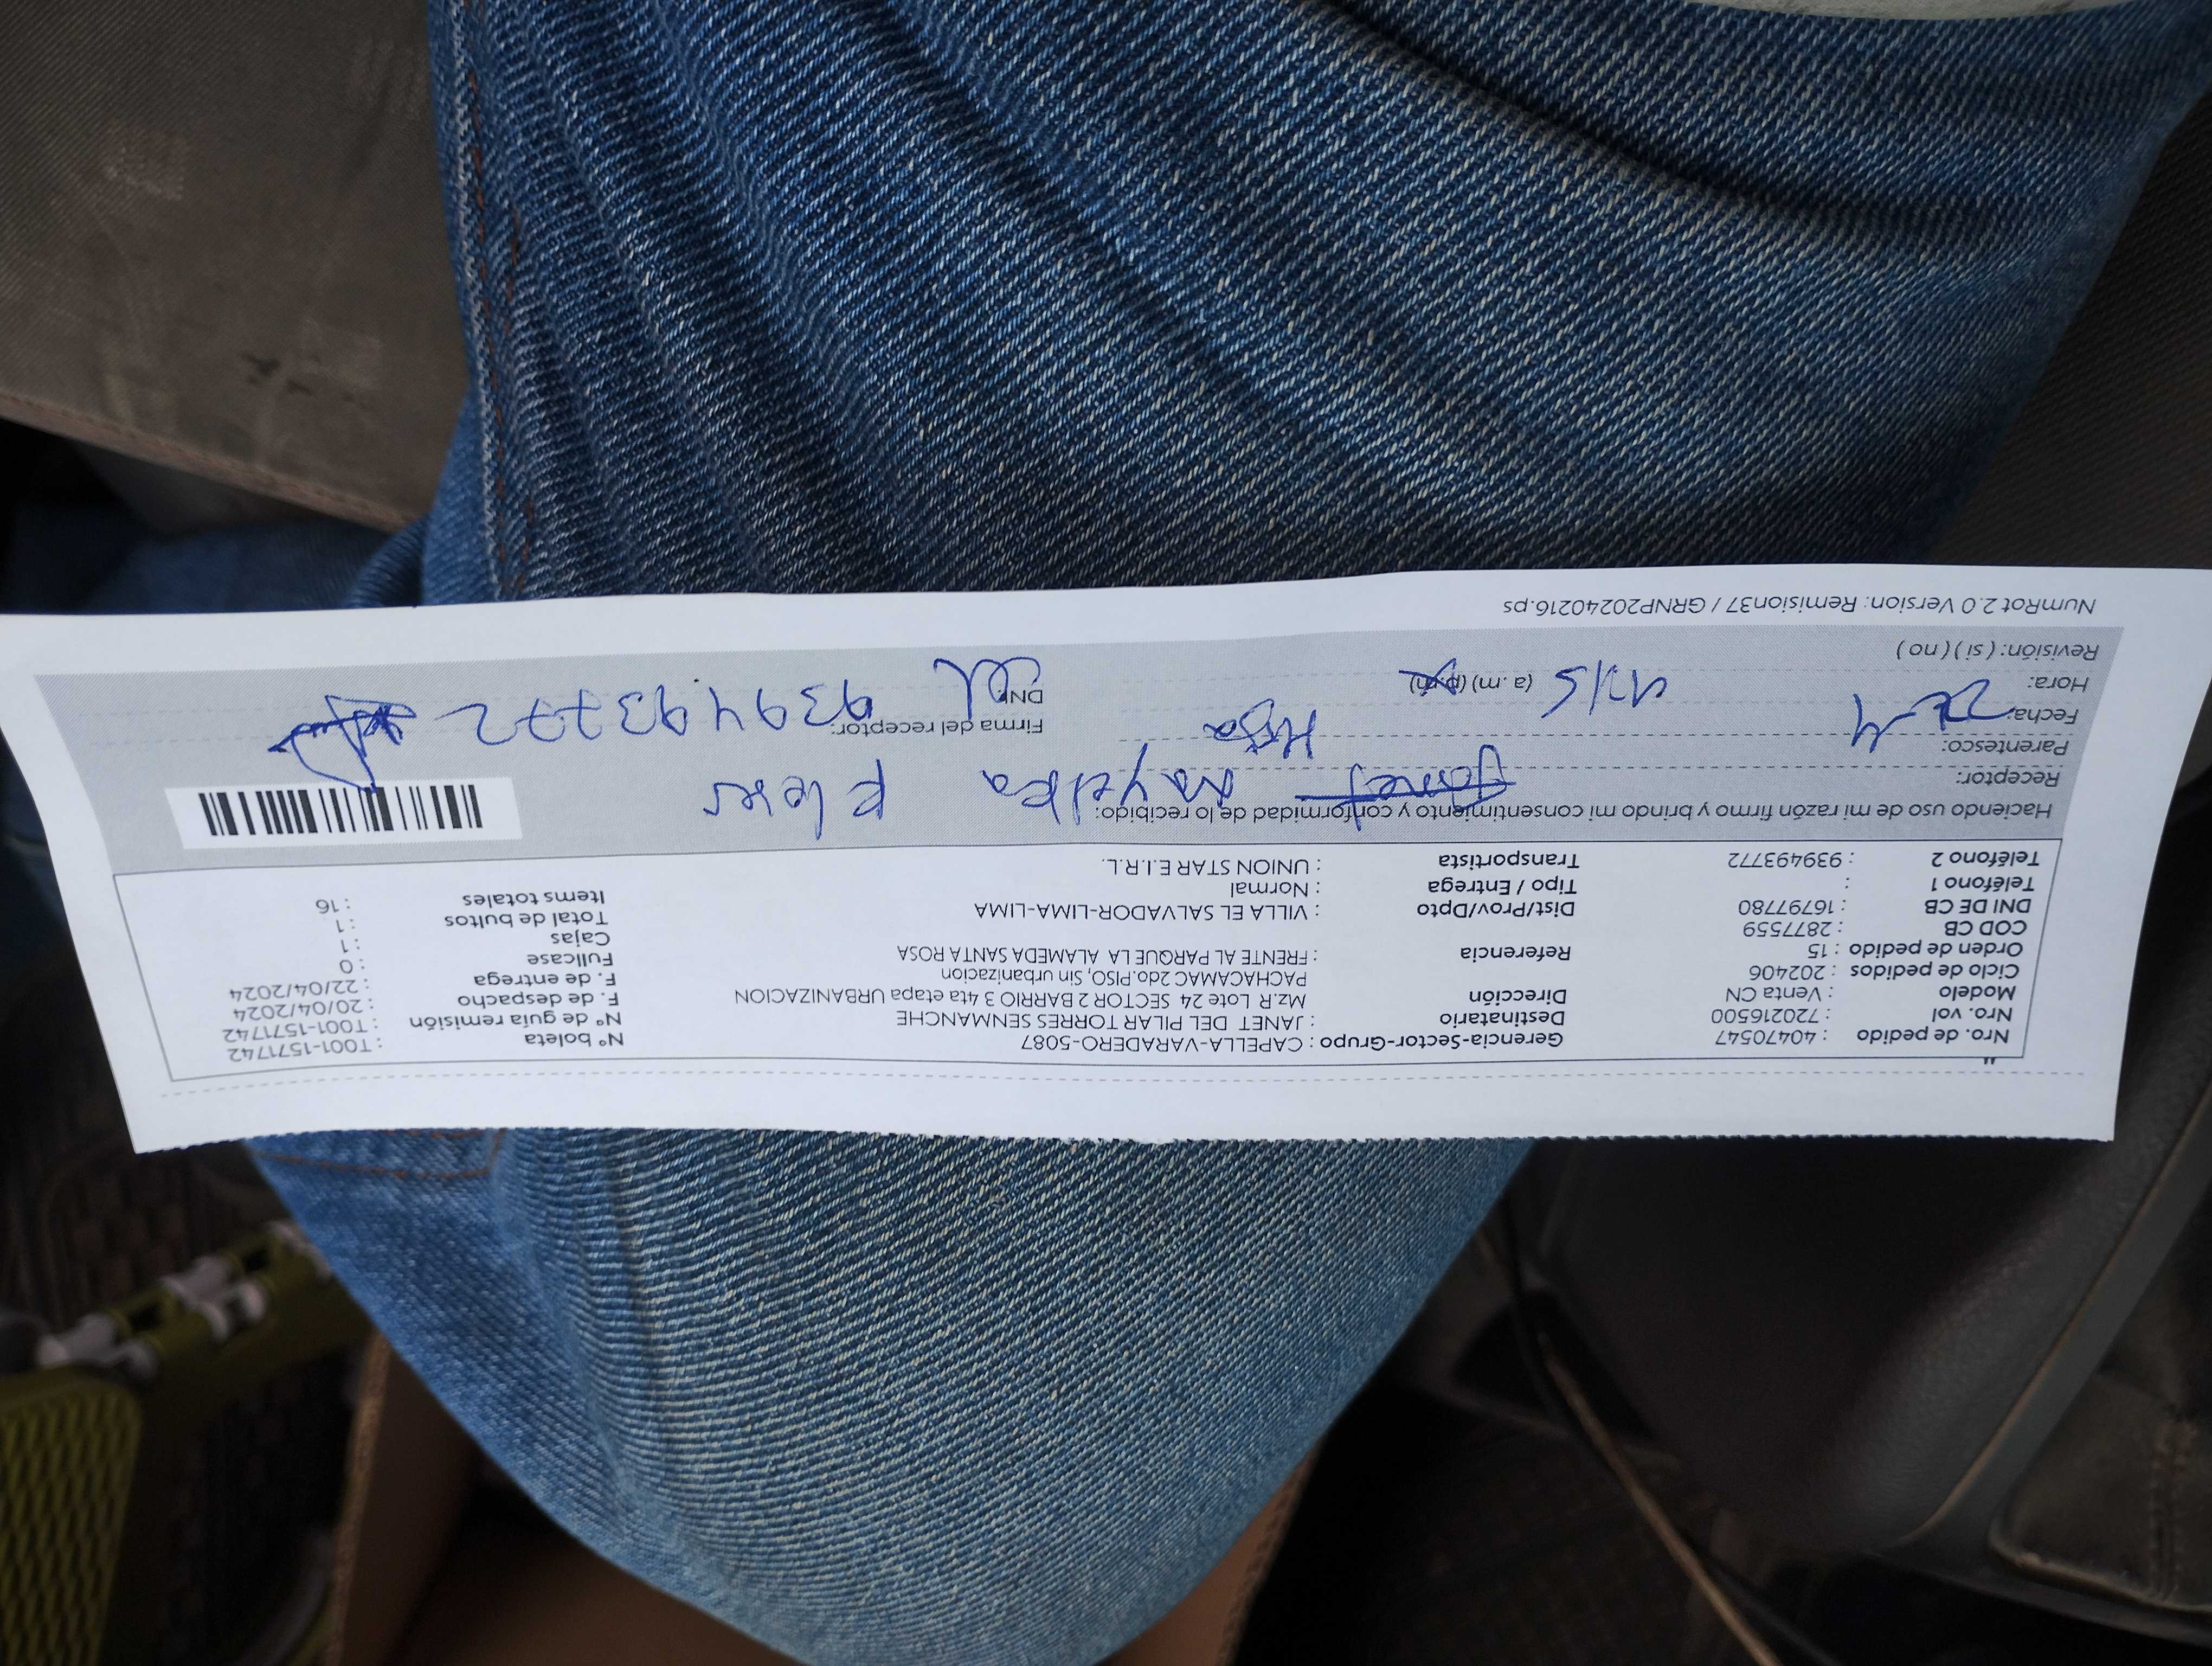 Nro. de pedido : 40470547 Gerencia-Sector-Grupo : CAPELLA-VARADERO-5087 Nº boleta : T001-1571742
Nro. vol : 720216500 Destinatario : JANET DEL PILAR TORRES SENMANCHE Nº de guía remisión : T001-1571742
Modelo : Venta CN Dirección Mz.R Lote 24 SECTOR 2 BARRIO 3 4ta etapa URBANIZACION F. de despacho : 20/04/2024
Ciclo de pedidos : 202406 PACHACAMAC 2do.PISO, Sin urbanizacion F. de entrega : 22/04/2024
Orden de pedido : 15 Referencia : FRENTE AL PARQUE LA ALAMEDA SANTA ROSA Fullcase : 0
COD CB : 2877559 Cajas : 1
DNI DE CB : 16797780 Dist/Prov/Dpto : VILLA EL SALVADOR-LIMA-LIMA Total de bultos : 1
Teléfono 1 : Tipo / Entrega : Normal Items totales : 16
Teléfono 2 : 939493772 Transportista : UNION STAR E.I.R.L.
Haciendo uso de mi razón firmo y brindo mi consentimiento y conformidad de lo recibido:
Receptor:
Parentesco: Hija
Fecha: 22-4 Firma del receptor: 939493772
Hora: (a.m) (p.m) DNI:
Revisión: ( si ) ( no )
NumRot 2.0 Version: Remision37 / GRNP20240216.ps